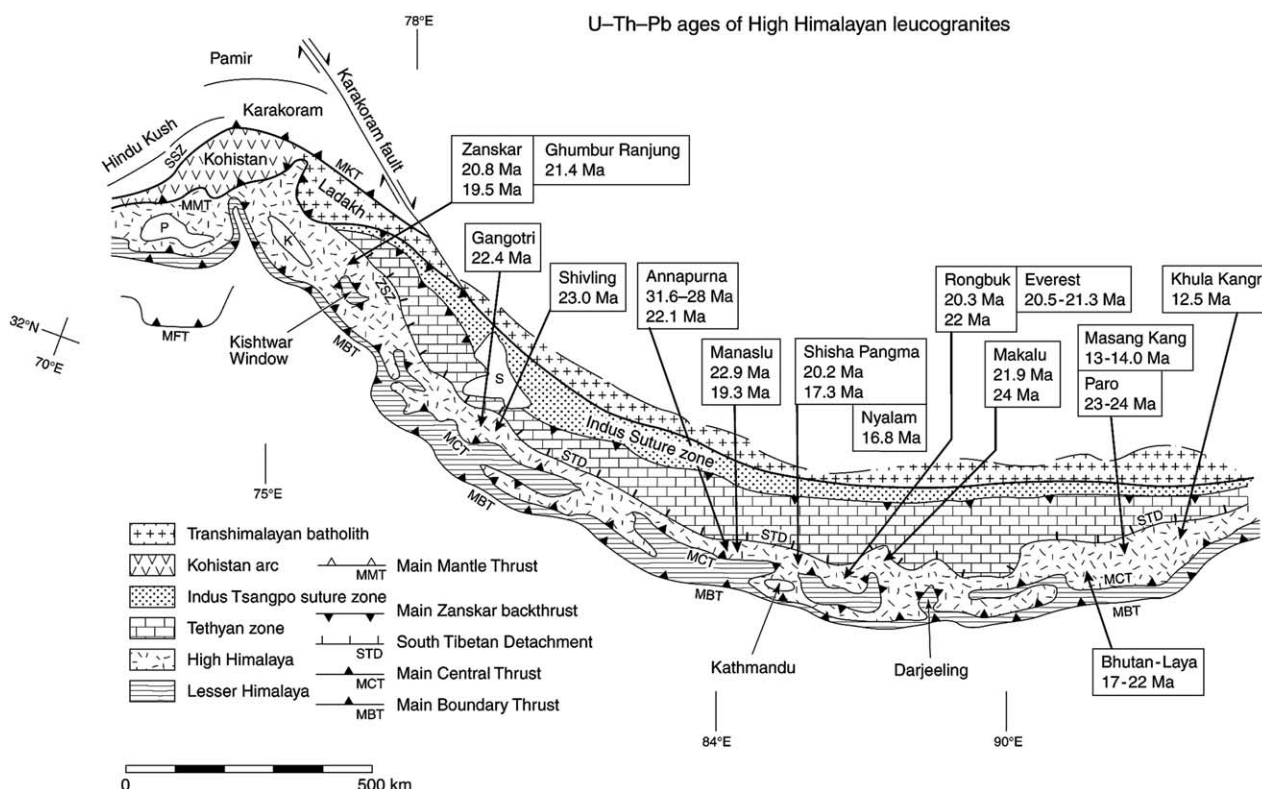 U–Th–Pb ages of High Himalayan leucogranites
78°E
Pamir
Karakoram
Hindu Kush
SSZ
Kohistan
MKT
Karakoram fault
Ladakh
MMT
P
K
ZSZ
Zanskar
20.8 Ma
19.5 Ma
Ghumbur Ranjung
21.4 Ma
Gangotri
22.4 Ma
Shivling
23.0 Ma
Annapurna
31.6–28 Ma
22.1 Ma
Manaslu
22.9 Ma
19.3 Ma
Shisha Pangma
20.2 Ma
17.3 Ma
Nyalam
16.8 Ma
Rongbuk
20.3 Ma
22 Ma
Everest
20.5-21.3 Ma
Makalu
21.9 Ma
24 Ma
Masang Kang
13-14.0 Ma
Paro
23-24 Ma
Khula Kangri
12.5 Ma
32°N
70°E
MFT
Kishtwar
Window
MBT
S
Indus Suture zone
MCT
STD
MBT
75°E
STD
MCT
MBT
STD
MCT
MBT
Kathmandu
Darjeeling
Bhutan-Laya
17-22 Ma
84°E
90°E
Transhimalayan batholith
Kohistan arc
Indus Tsangpo suture zone
Tethyan zone
High Himalaya
Lesser Himalaya
MMT Main Mantle Thrust
Main Zanskar backthrust
STD South Tibetan Detachment
MCT Main Central Thrust
MBT Main Boundary Thrust
0 500 km